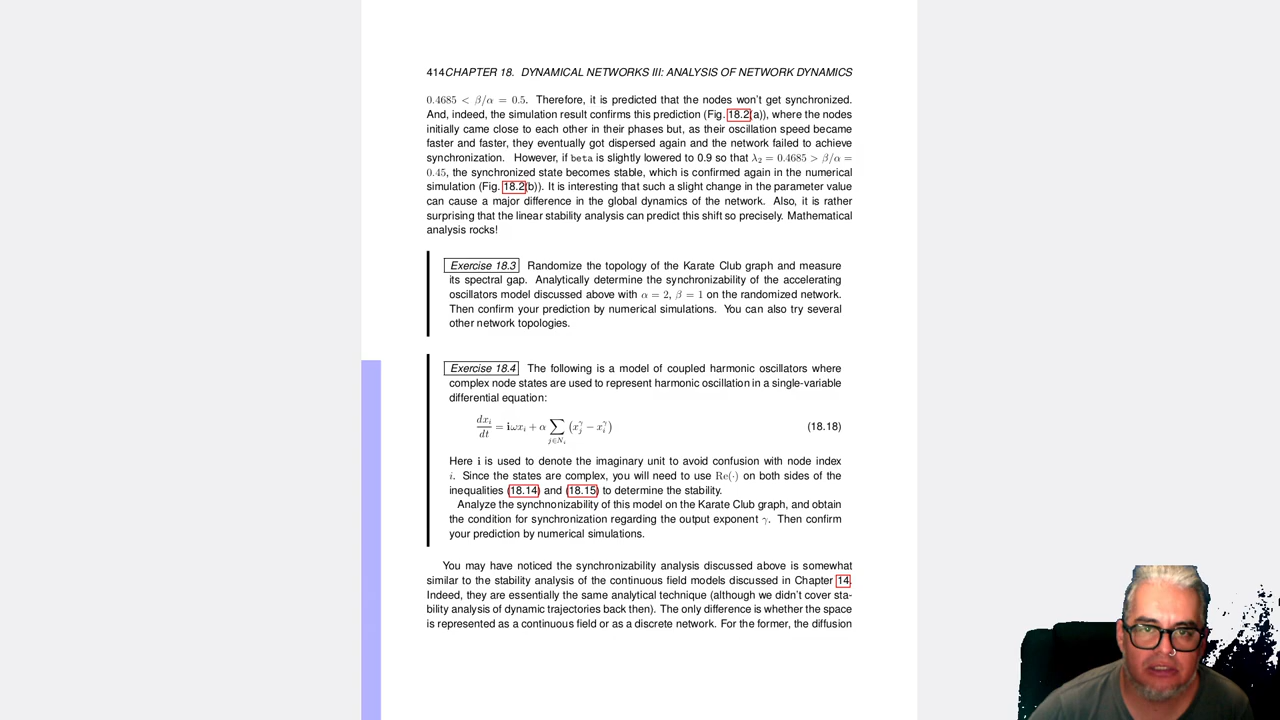 414CHAPTER 18. DYNAMICAL NETWORKS III: ANALYSIS OF NETWORK DYNAMICS
0.4685 < β/α = 0.5. Therefore, it is predicted that the nodes won't get synchronized.
And, indeed, the simulation result confirms this prediction (Fig. 18.2(a)), where the nodes
initially came close to each other in their phases but, as their oscillation speed became
faster and faster, they eventually got dispersed again and the network failed to achieve
synchronization. However, if beta is slightly lowered to 0.9 so that λ₂ = 0.4685 > β/α =
0.45, the synchronized state becomes stable, which is confirmed again in the numerical
simulation (Fig. 18.2(b)). It is interesting that such a slight change in the parameter value
can cause a major difference in the global dynamics of the network. Also, it is rather
surprising that the linear stability analysis can predict this shift so precisely. Mathematical
analysis rocks!
Exercise 18.3 Randomize the topology of the Karate Club graph and measure
its spectral gap. Analytically determine the synchronizability of the accelerating
oscillators model discussed above with α = 2, β = 1 on the randomized network.
Then confirm your prediction by numerical simulations. You can also try several
other network topologies.
Exercise 18.4 The following is a model of coupled harmonic oscillators where
complex node states are used to represent harmonic oscillation in a single-variable
differential equation:
dxᵢ/dt = iωxᵢ + α ∑_{j∈Nᵢ} (x_j^γ − x_i^γ) (18.18)
Here i is used to denote the imaginary unit to avoid confusion with node index
i. Since the states are complex, you will need to use Re(·) on both sides of the
inequalities (18.14) and (18.15) to determine the stability.
Analyze the synchnonizability of this model on the Karate Club graph, and obtain
the condition for synchronization regarding the output exponent γ. Then confirm
your prediction by numerical simulations.
You may have noticed the synchronizability analysis discussed above is somewhat
similar to the stability analysis of the continuous field models discussed in Chapter 14.
Indeed, they are essentially the same analytical technique (although we didn't cover sta-
bility analysis of dynamic trajectories back then). The only difference is whether the space
is represented as a continuous field or as a discrete network. For the former, the diffusion